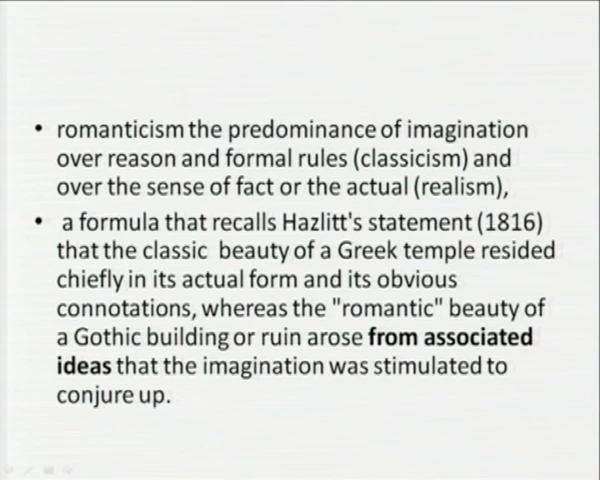 • romanticism the predominance of imagination
over reason and formal rules (classicism) and
over the sense of fact or the actual (realism),
• a formula that recalls Hazlitt's statement (1816)
that the classic beauty of a Greek temple resided
chiefly in its actual form and its obvious
connotations, whereas the "romantic" beauty of
a Gothic building or ruin arose from associated
ideas that the imagination was stimulated to
conjure up.